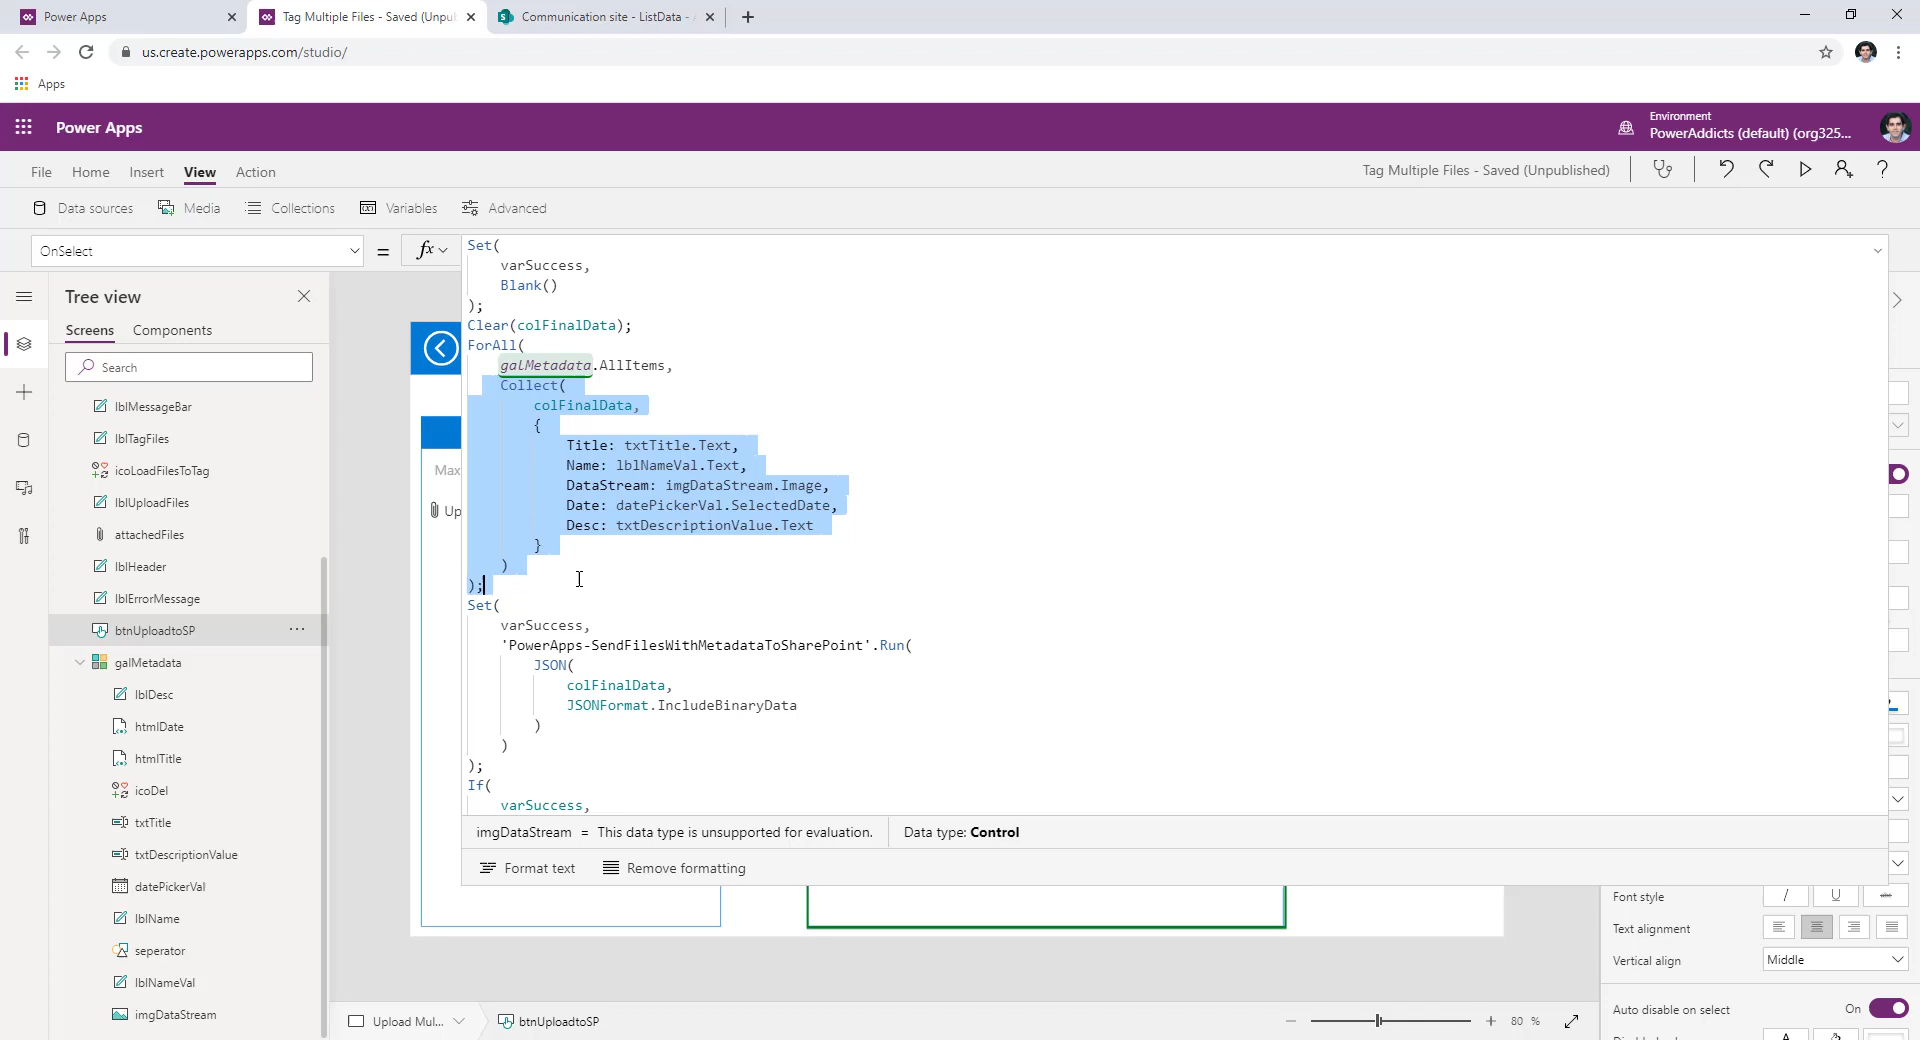 Power Apps
Tag Multiple Files - Saved (Unpubl
Communication site - ListData -
us.create.powerapps.com/studio/
Apps
Power Apps
Environment
PowerAddicts (default) (org325...
File Home Insert View Action
Tag Multiple Files - Saved (Unpublished)
Data sources Media Collections Variables Advanced
OnSelect = fx
Set(
varSuccess,
Blank()
);
Clear(colFinalData);
ForAll(
galMetadata.AllItems,
Collect(
colFinalData,
{
Title: txtTitle.Text,
Name: lblNameVal.Text,
DataStream: imgDataStream.Image,
Date: datePickerVal.SelectedDate,
Desc: txtDescriptionValue.Text
}
)
);
Set(
varSuccess,
'PowerApps-SendFilesWithMetadataToSharePoint'.Run(
JSON(
colFinalData,
JSONFormat.IncludeBinaryData
)
)
);
If(
varSuccess,
imgDataStream = This data type is unsupported for evaluation. Data type: Control
Format text Remove formatting
Tree view
Screens Components
Search
lblMessageBar
lblTagFiles
icoLoadFilesToTag
lblUploadFiles
attachedFiles
lblHeader
lblErrorMessage
btnUploadtoSP ...
galMetadata
lblDesc
htmlDate
htmlTitle
icoDel
txtTitle
txtDescriptionValue
datePickerVal
lblName
seperator
lblNameVal
imgDataStream
Max
Up
Font style / U abc
Text alignment
Vertical align Middle
Auto disable on select On
Upload Mul... btnUploadtoSP
80 %